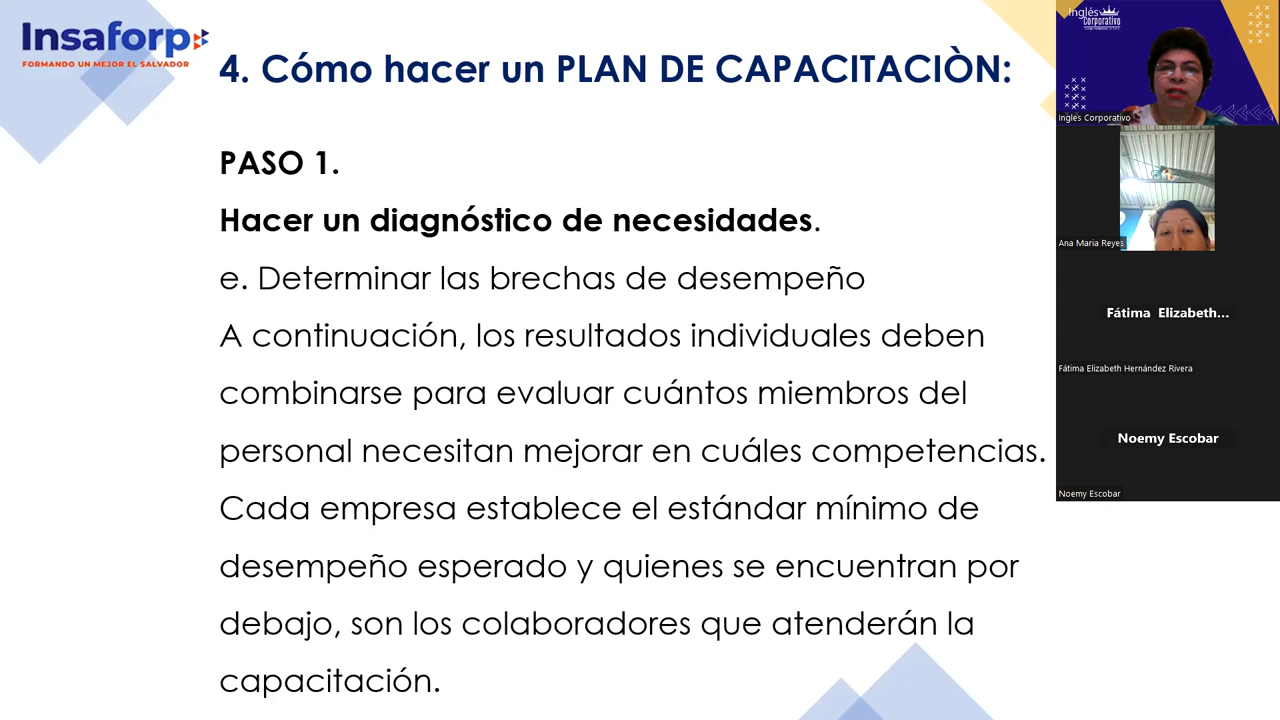 Insaforp
FORMANDO UN MEJOR EL SALVADOR
4. Cómo hacer un PLAN DE CAPACITACIÒN:
PASO 1.
Hacer un diagnóstico de necesidades.
e. Determinar las brechas de desempeño
A continuación, los resultados individuales deben
combinarse para evaluar cuántos miembros del
personal necesitan mejorar en cuáles competencias.
Cada empresa establece el estándar mínimo de
desempeño esperado y quienes se encuentran por
debajo, son los colaboradores que atenderán la
capacitación.
Inglés
Corporativo
Inglés Corporativo
Ana Maria Reyes
Fátima Elizabeth...
Fátima Elizabeth Hernández Rivera
Noemy Escobar
Noemy Escobar